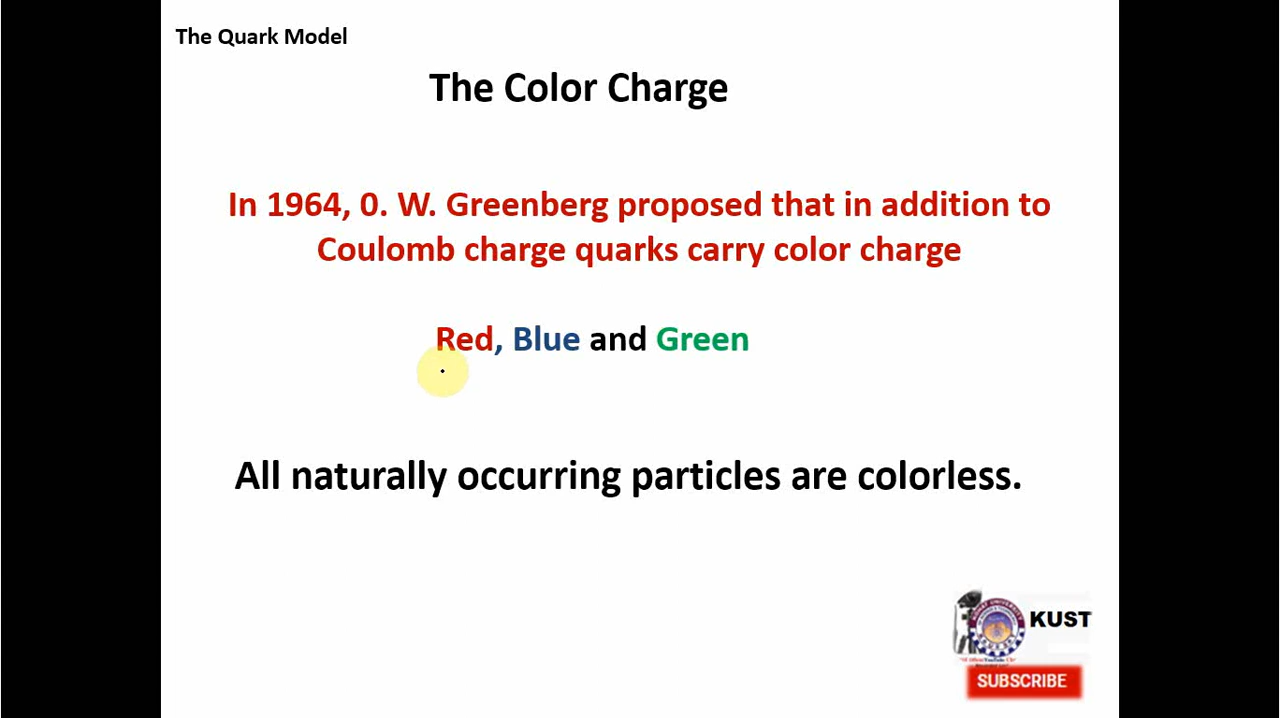 The Quark Model
The Color Charge
In 1964, 0. W. Greenberg proposed that in addition to
Coulomb charge quarks carry color charge
Red, Blue and Green
All naturally occurring particles are colorless.
KUST
SUBSCRIBE